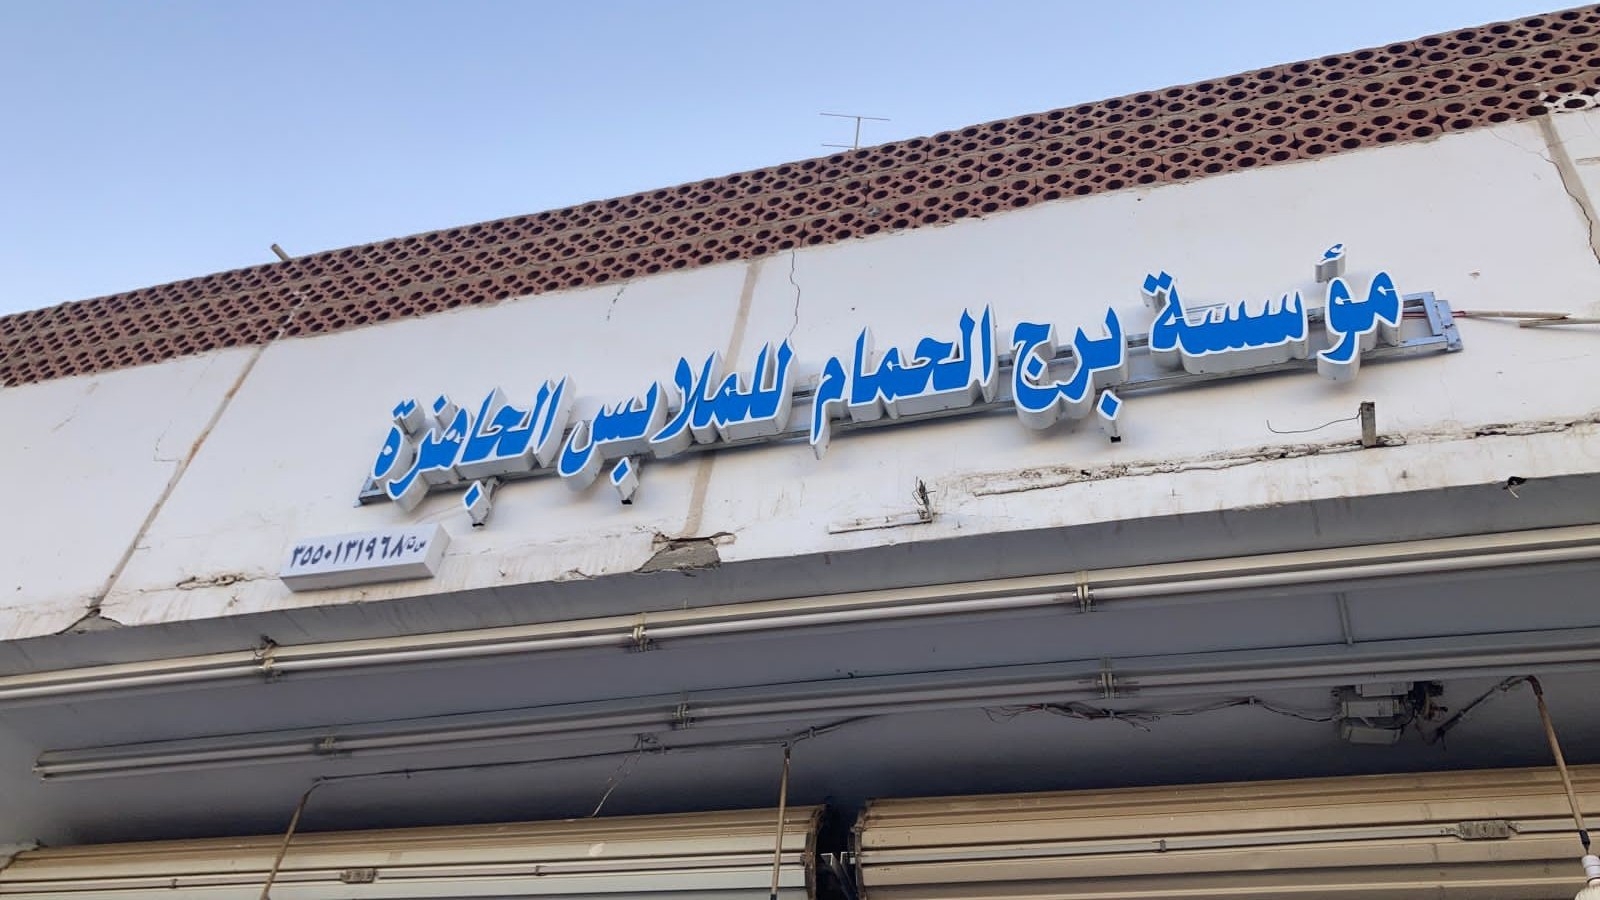 مؤسسة برج الحمام للملابس الجاهزة
س ت ٣٥٥٠١٣١٩٦٨